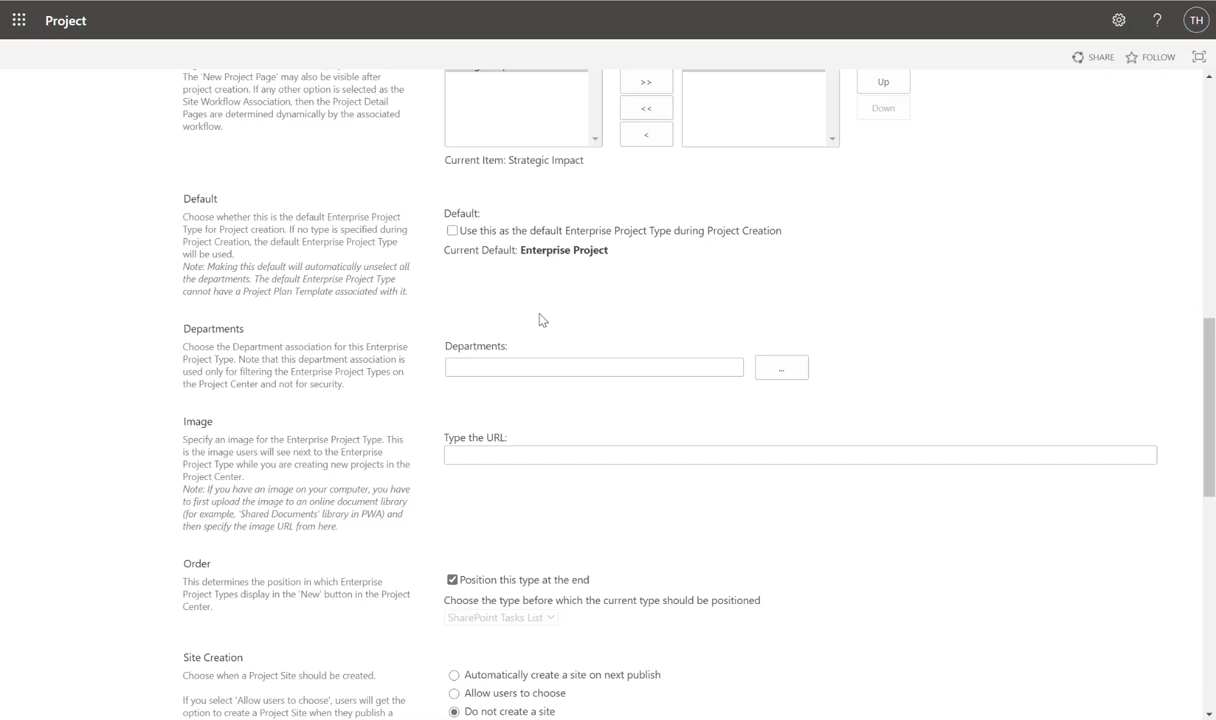 Project
TH
SHARE
FOLLOW
The 'New Project Page' may also be visible after
project creation. If any other option is selected as the
Site Workflow Association, then the Project Detail
Pages are determined dynamically by the associated
workflow.
>>
<<
<
Up
Down
Current Item: Strategic Impact
Default
Choose whether this is the default Enterprise Project
Type for Project creation. If no type is specified during
Project Creation, the default Enterprise Project Type
will be used.
Note: Making this default will automatically unselect all
the departments. The default Enterprise Project Type
cannot have a Project Plan Template associated with it.
Default:
Use this as the default Enterprise Project Type during Project Creation
Current Default: Enterprise Project
Departments
Choose the Department association for this Enterprise
Project Type. Note that this department association is
used only for filtering the Enterprise Project Types on
the Project Center and not for security.
Departments:
...
Image
Specify an image for the Enterprise Project Type. This
is the image users will see next to the Enterprise
Project Type while you are creating new projects in the
Project Center.
Note: If you have an image on your computer, you have
to first upload the image to an online document library
(for example, 'Shared Documents' library in PWA) and
then specify the image URL from here.
Type the URL:
Order
This determines the position in which Enterprise
Project Types display in the 'New' button in the Project
Center.
Position this type at the end
Choose the type before which the current type should be positioned
SharePoint Tasks List
Site Creation
Choose when a Project Site should be created.
If you select 'Allow users to choose', users will get the
option to create a Project Site when they publish a
Automatically create a site on next publish
Allow users to choose
Do not create a site